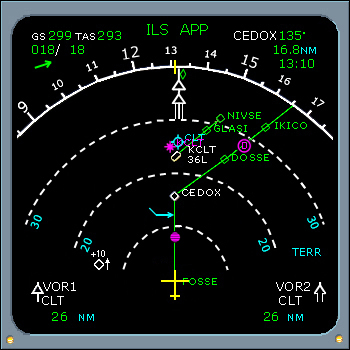 ILS APP
GS 299 TAS 293
018/ 18
CEDOX 135°
16.8NM
13:10
9
10
11
12
13
14
15
16
17
NIVSE
GLASI
IKICO
CLT
KCLT
36L
DOSSE
CEDOX
30
20
20
30
+10
TERR
FOSSE
VOR1
CLT
26 NM
VOR2
CLT
26 NM